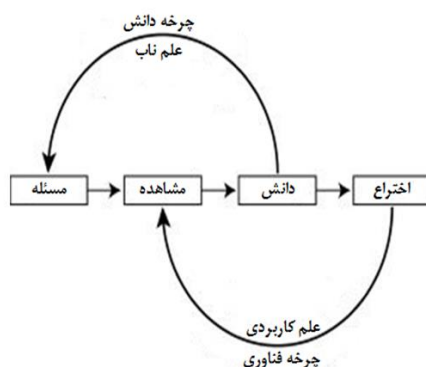 چرخه دانش
علم ناب
مسئله
مشاهده
دانش
اختراع
علم کاربردی
چرخه فناوری